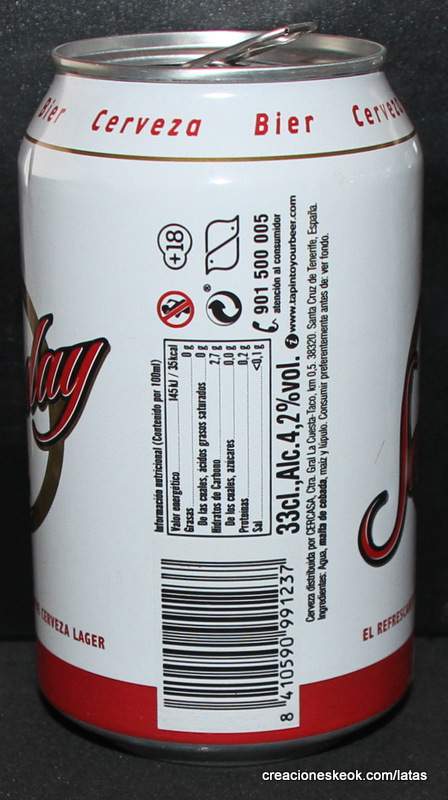 Bier Cerveza Bier Cerveza
day
CERVEZA LAGER
+18
Información nutricional (Contenido por 100ml)
Valor energético 145kJ / 35kcal
Grasas 0 g
De las cuales, ácidos grasos saturados 0 g
Hidratos de Carbono 2,7 g
De los cuales, azúcares 0,0 g
Proteínas 0,2 g
Sal <0,1 g
901 500 005
atención al consumidor
33cl.,Alc.4,2%vol. www.tapintoyourbeer.com
Cerveza distribuida por CERCASA, Ctra. Gral La Cuesta-Taco, km 0,5. 38320. Santa Cruz de Tenerife, España.
Ingredientes: Agua, malta de cebada, maíz y lúpulo. Consumir preferentemente antes de: ver fondo.
8 410590 991237
EL REFRESCA
creacioneskeok.com/latas